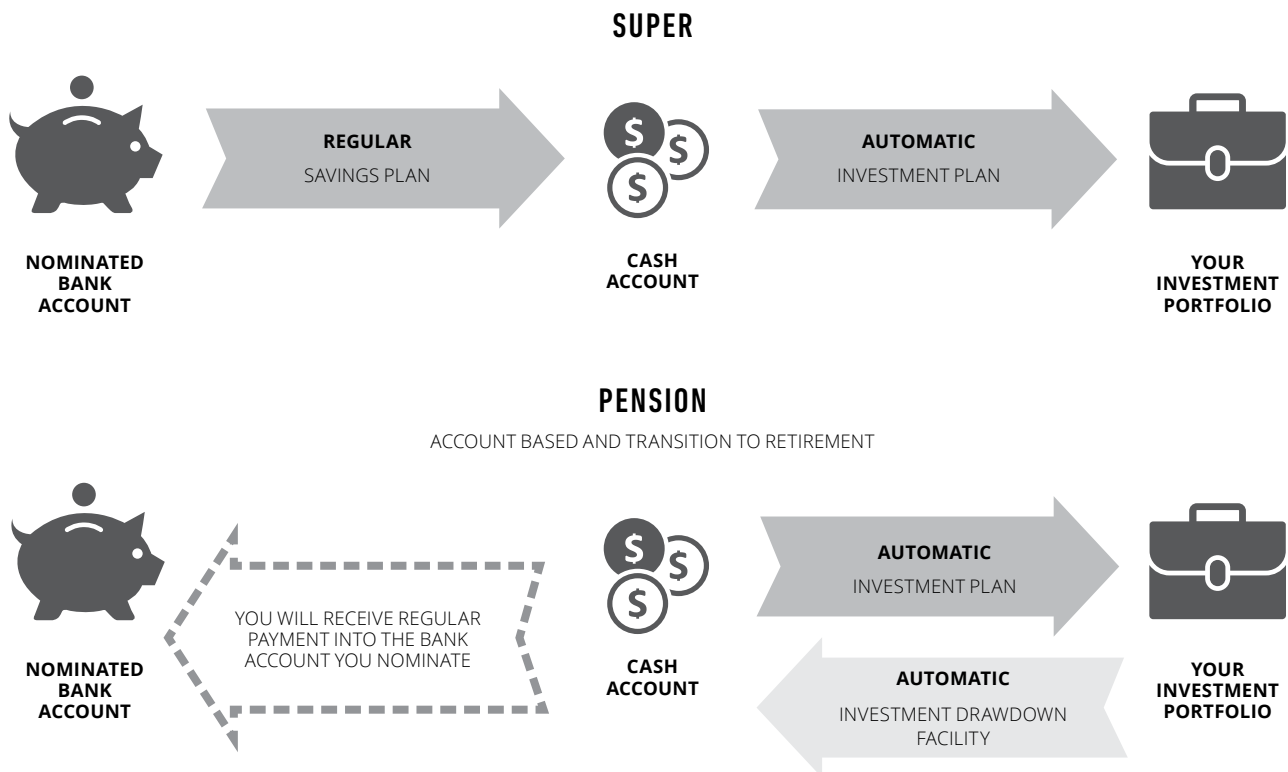 SUPER
REGULAR
SAVINGS PLAN
AUTOMATIC
INVESTMENT PLAN
$
$
$
NOMINATED
BANK
ACCOUNT
CASH
ACCOUNT
YOUR
INVESTMENT
PORTFOLIO
PENSION
ACCOUNT BASED AND TRANSITION TO RETIREMENT
YOU WILL RECEIVE REGULAR
PAYMENT INTO THE BANK
ACCOUNT YOU NOMINATE
$
$
$
AUTOMATIC
INVESTMENT PLAN
NOMINATED
BANK
ACCOUNT
CASH
ACCOUNT
AUTOMATIC
INVESTMENT DRAWDOWN
FACILITY
YOUR
INVESTMENT
PORTFOLIO